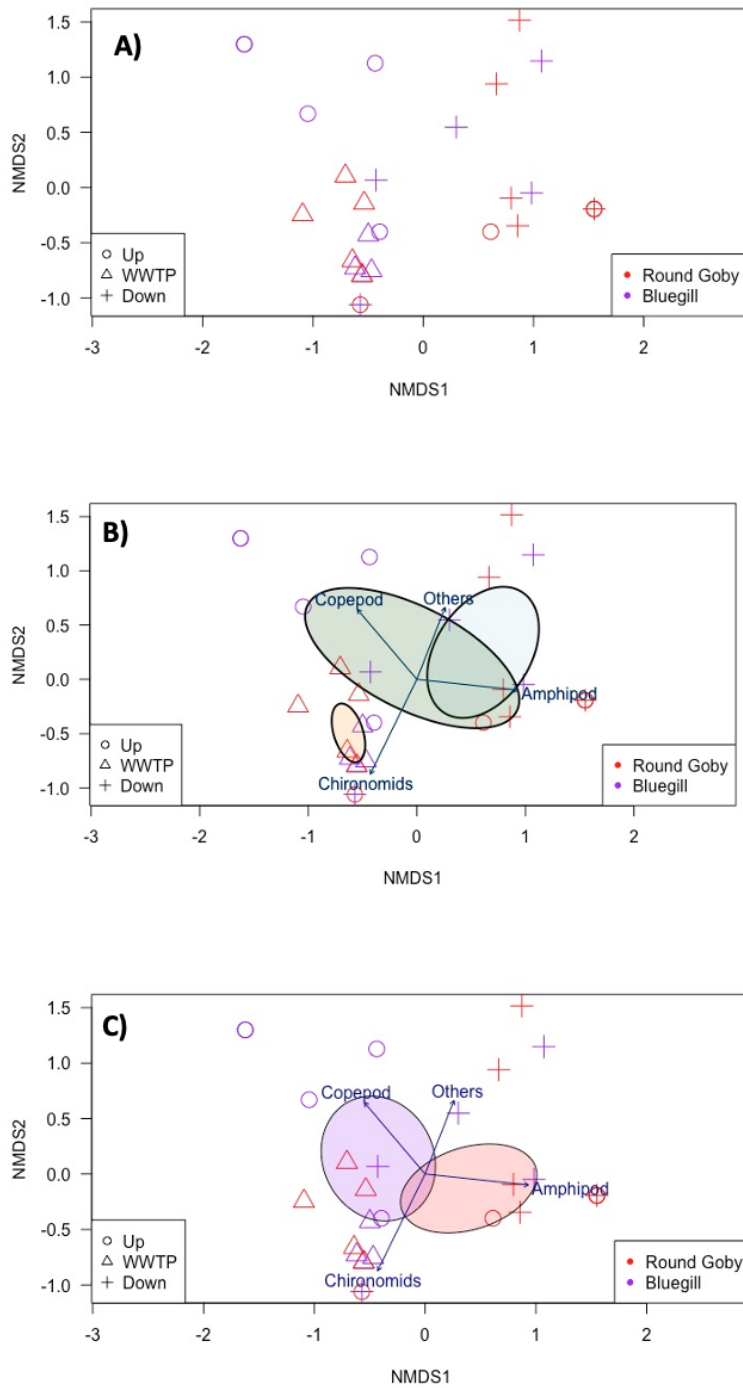 A)
1.5
1.0
0.5
0.0
-0.5
-1.0
NMDS2
Up
WWTP
Down
Round Goby
Bluegill
-3 -2 -1 0 1 2
NMDS1
B)
1.5
1.0
0.5
0.0
-0.5
-1.0
NMDS2
Copepod Others
Amphipod
Chironomids
Up
WWTP
Down
Round Goby
Bluegill
-3 -2 -1 0 1 2
NMDS1
C)
1.5
1.0
0.5
0.0
-0.5
-1.0
NMDS2
Copepod Others
Amphipod
Chironomids
Up
WWTP
Down
Round Goby
Bluegill
-3 -2 -1 0 1 2
NMDS1